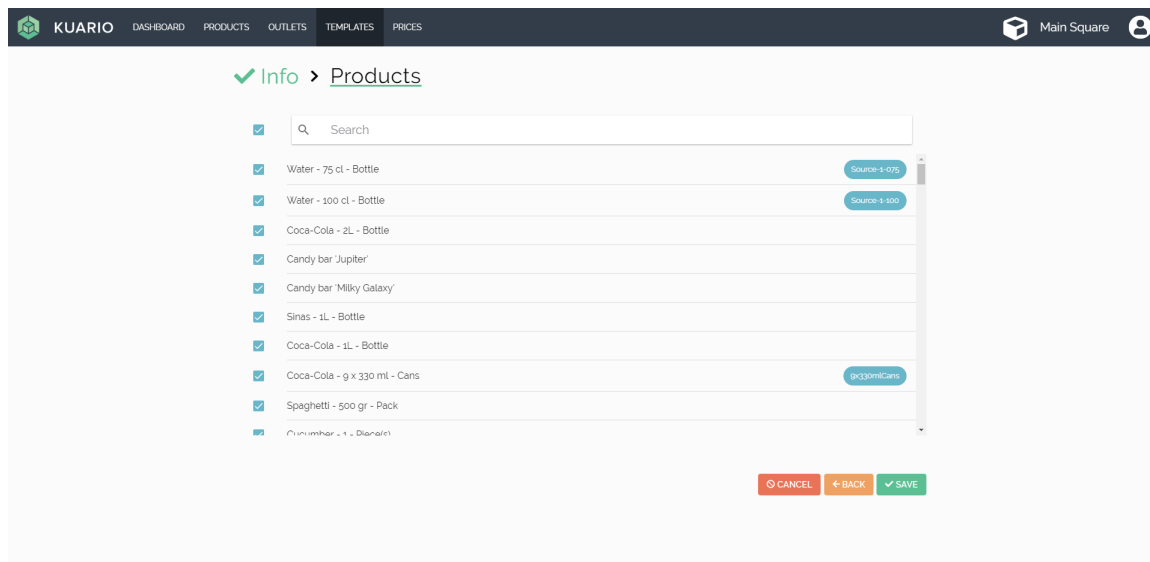 KUARIO DASHBOARD PRODUCTS OUTLETS TEMPLATES PRICES Main Square
Info > Products
Search
Water - 75 cl - Bottle Source-1-075
Water - 100 cl - Bottle Source-1-100
Coca-Cola - 2L - Bottle
Candy bar 'Jupiter'
Candy bar 'Milky Galaxy'
Sinas - 1L - Bottle
Coca-Cola - 1L - Bottle
Coca-Cola - 9 x 330 ml - Cans 9x330mlCans
Spaghetti - 500 gr - Pack
Cucumber - 1 - Piece(s)
CANCEL BACK SAVE